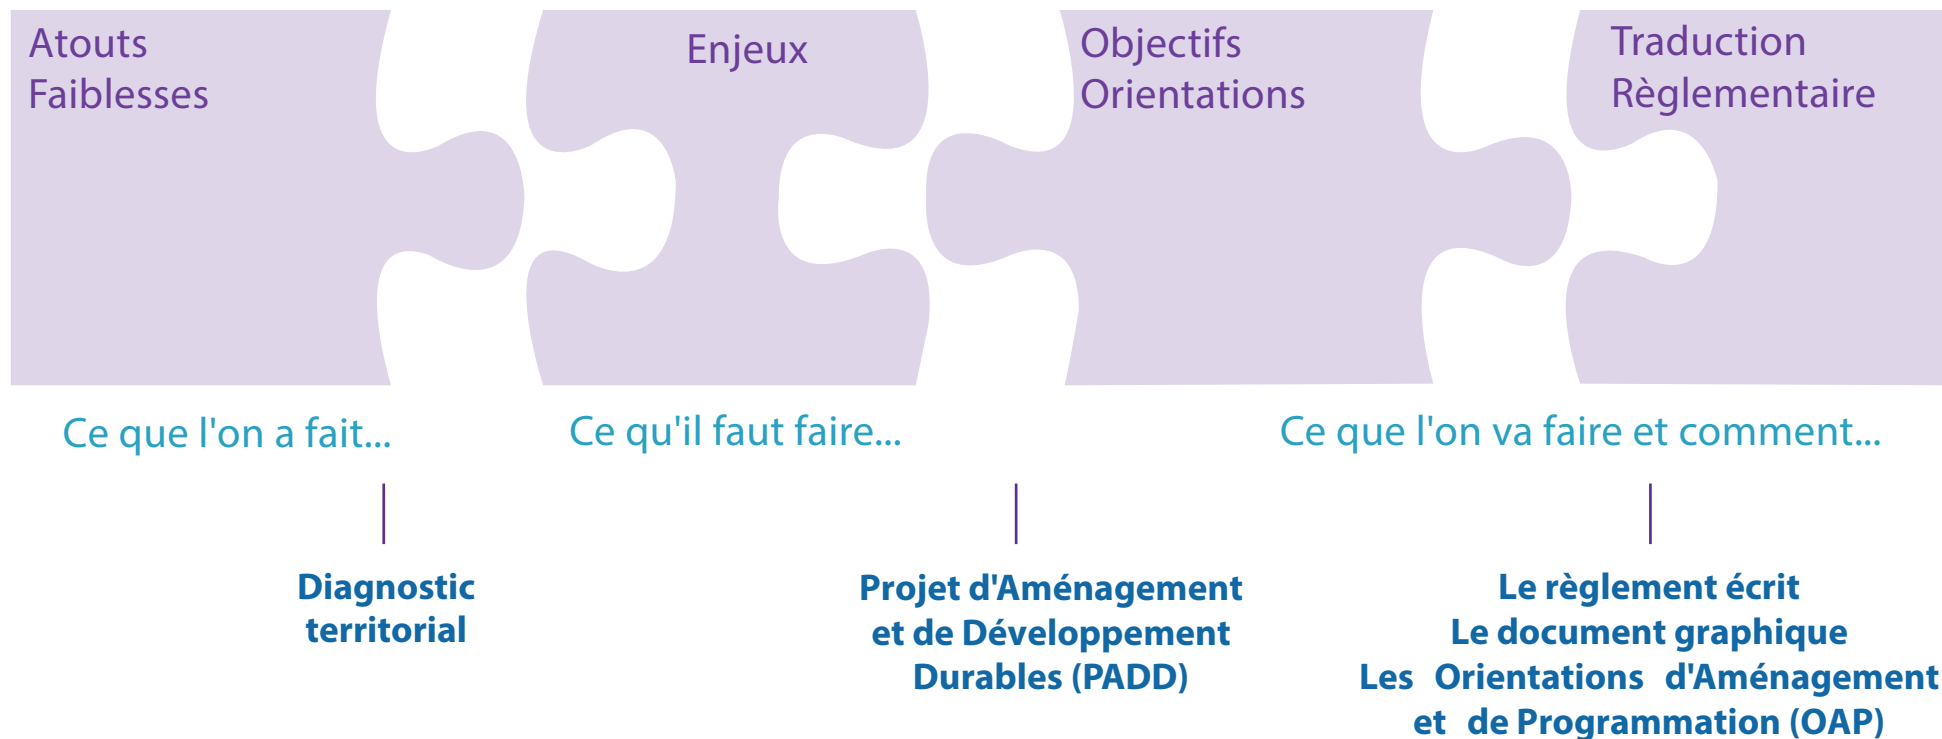 Atouts
Faiblesses
Enjeux
Objectifs
Orientations
Traduction
Règlementaire
Ce que l'on a fait...
Ce qu'il faut faire...
Ce que l'on va faire et comment...
Diagnostic
territorial
Projet d'Aménagement
et de Développement
Durables (PADD)
Le règlement écrit
Le document graphique
Les Orientations d'Aménagement
et de Programmation (OAP)